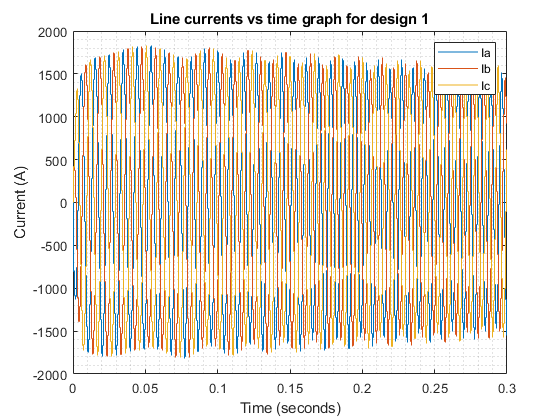 Line currents vs time graph for design 1
2000
1500
1000
500
0
-500
-1000
-1500
-2000
Current (A)
Ia
Ib
Ic
0
0.05
0.1
0.15
0.2
0.25
0.3
Time (seconds)